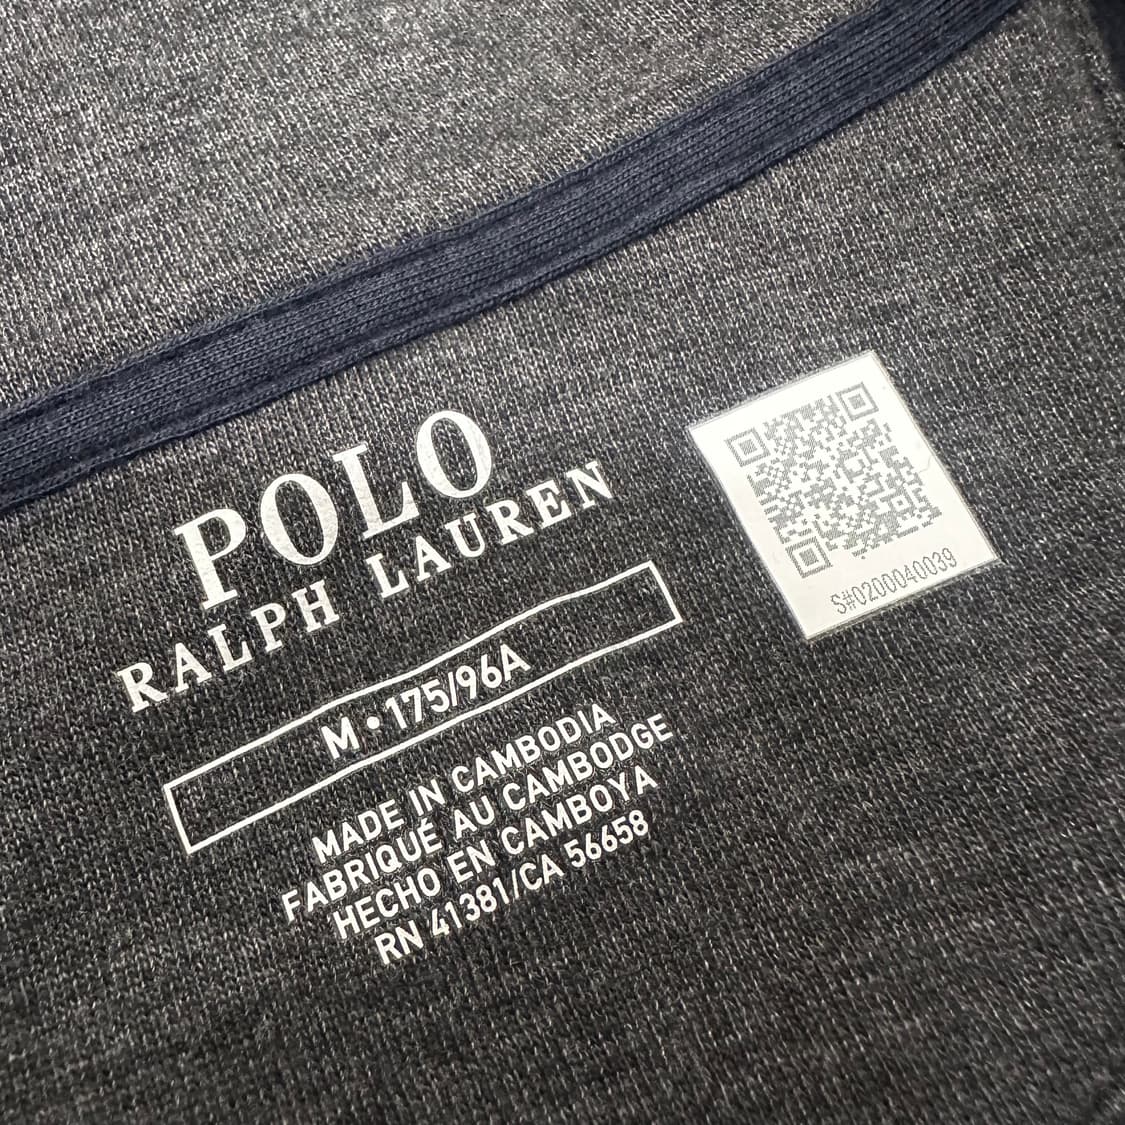 POLO
RALPH LAUREN
M • 175/96A
MADE IN CAMBODIA
FABRIQUÉ AU CAMBODGE
HECHO EN CAMBOYA
RN 41381/CA 56658
S#0200040039